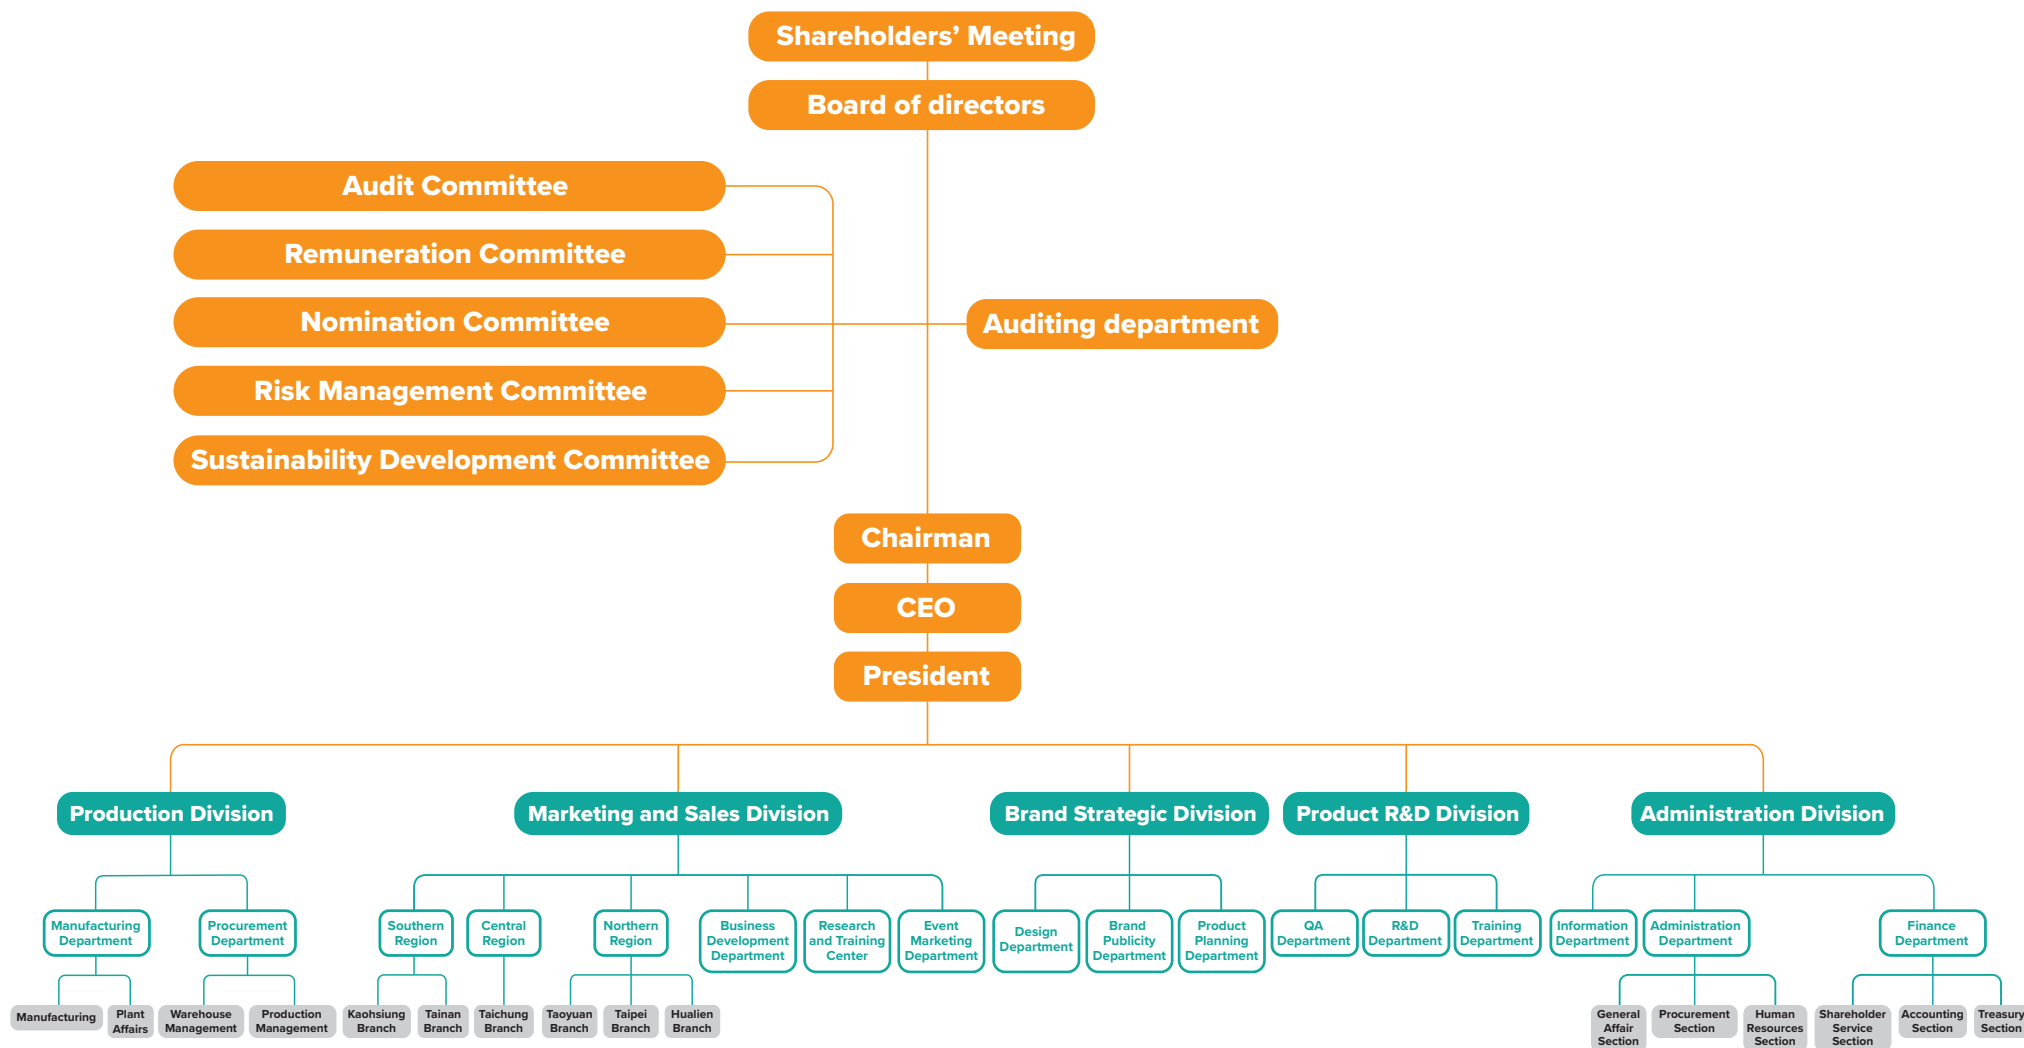 Shareholders’ Meeting
Board of directors
Audit Committee
Remuneration Committee
Nomination Committee
Auditing department
Risk Management Committee
Sustainability Development Committee
Chairman
CEO
President
Production Division
Marketing and Sales Division
Brand Strategic Division
Product R&D Division
Administration Division
Manufacturing
Department
Procurement
Department
Southern
Region
Central
Region
Northern
Region
Business
Development
Department
Research
and Training
Center
Event
Marketing
Department
Design
Department
Brand
Publicity
Department
Product
Planning
Department
QA
Department
R&D
Department
Training
Department
Information
Department
Administration
Department
Finance
Department
Manufacturing
Plant
Affairs
Warehouse
Management
Production
Management
Kaohsiung
Branch
Tainan
Branch
Taichung
Branch
Taoyuan
Branch
Taipei
Branch
Hualien
Branch
General
Affair
Section
Procurement
Section
Human
Resources
Section
Shareholder
Service
Section
Accounting
Section
Treasury
Section